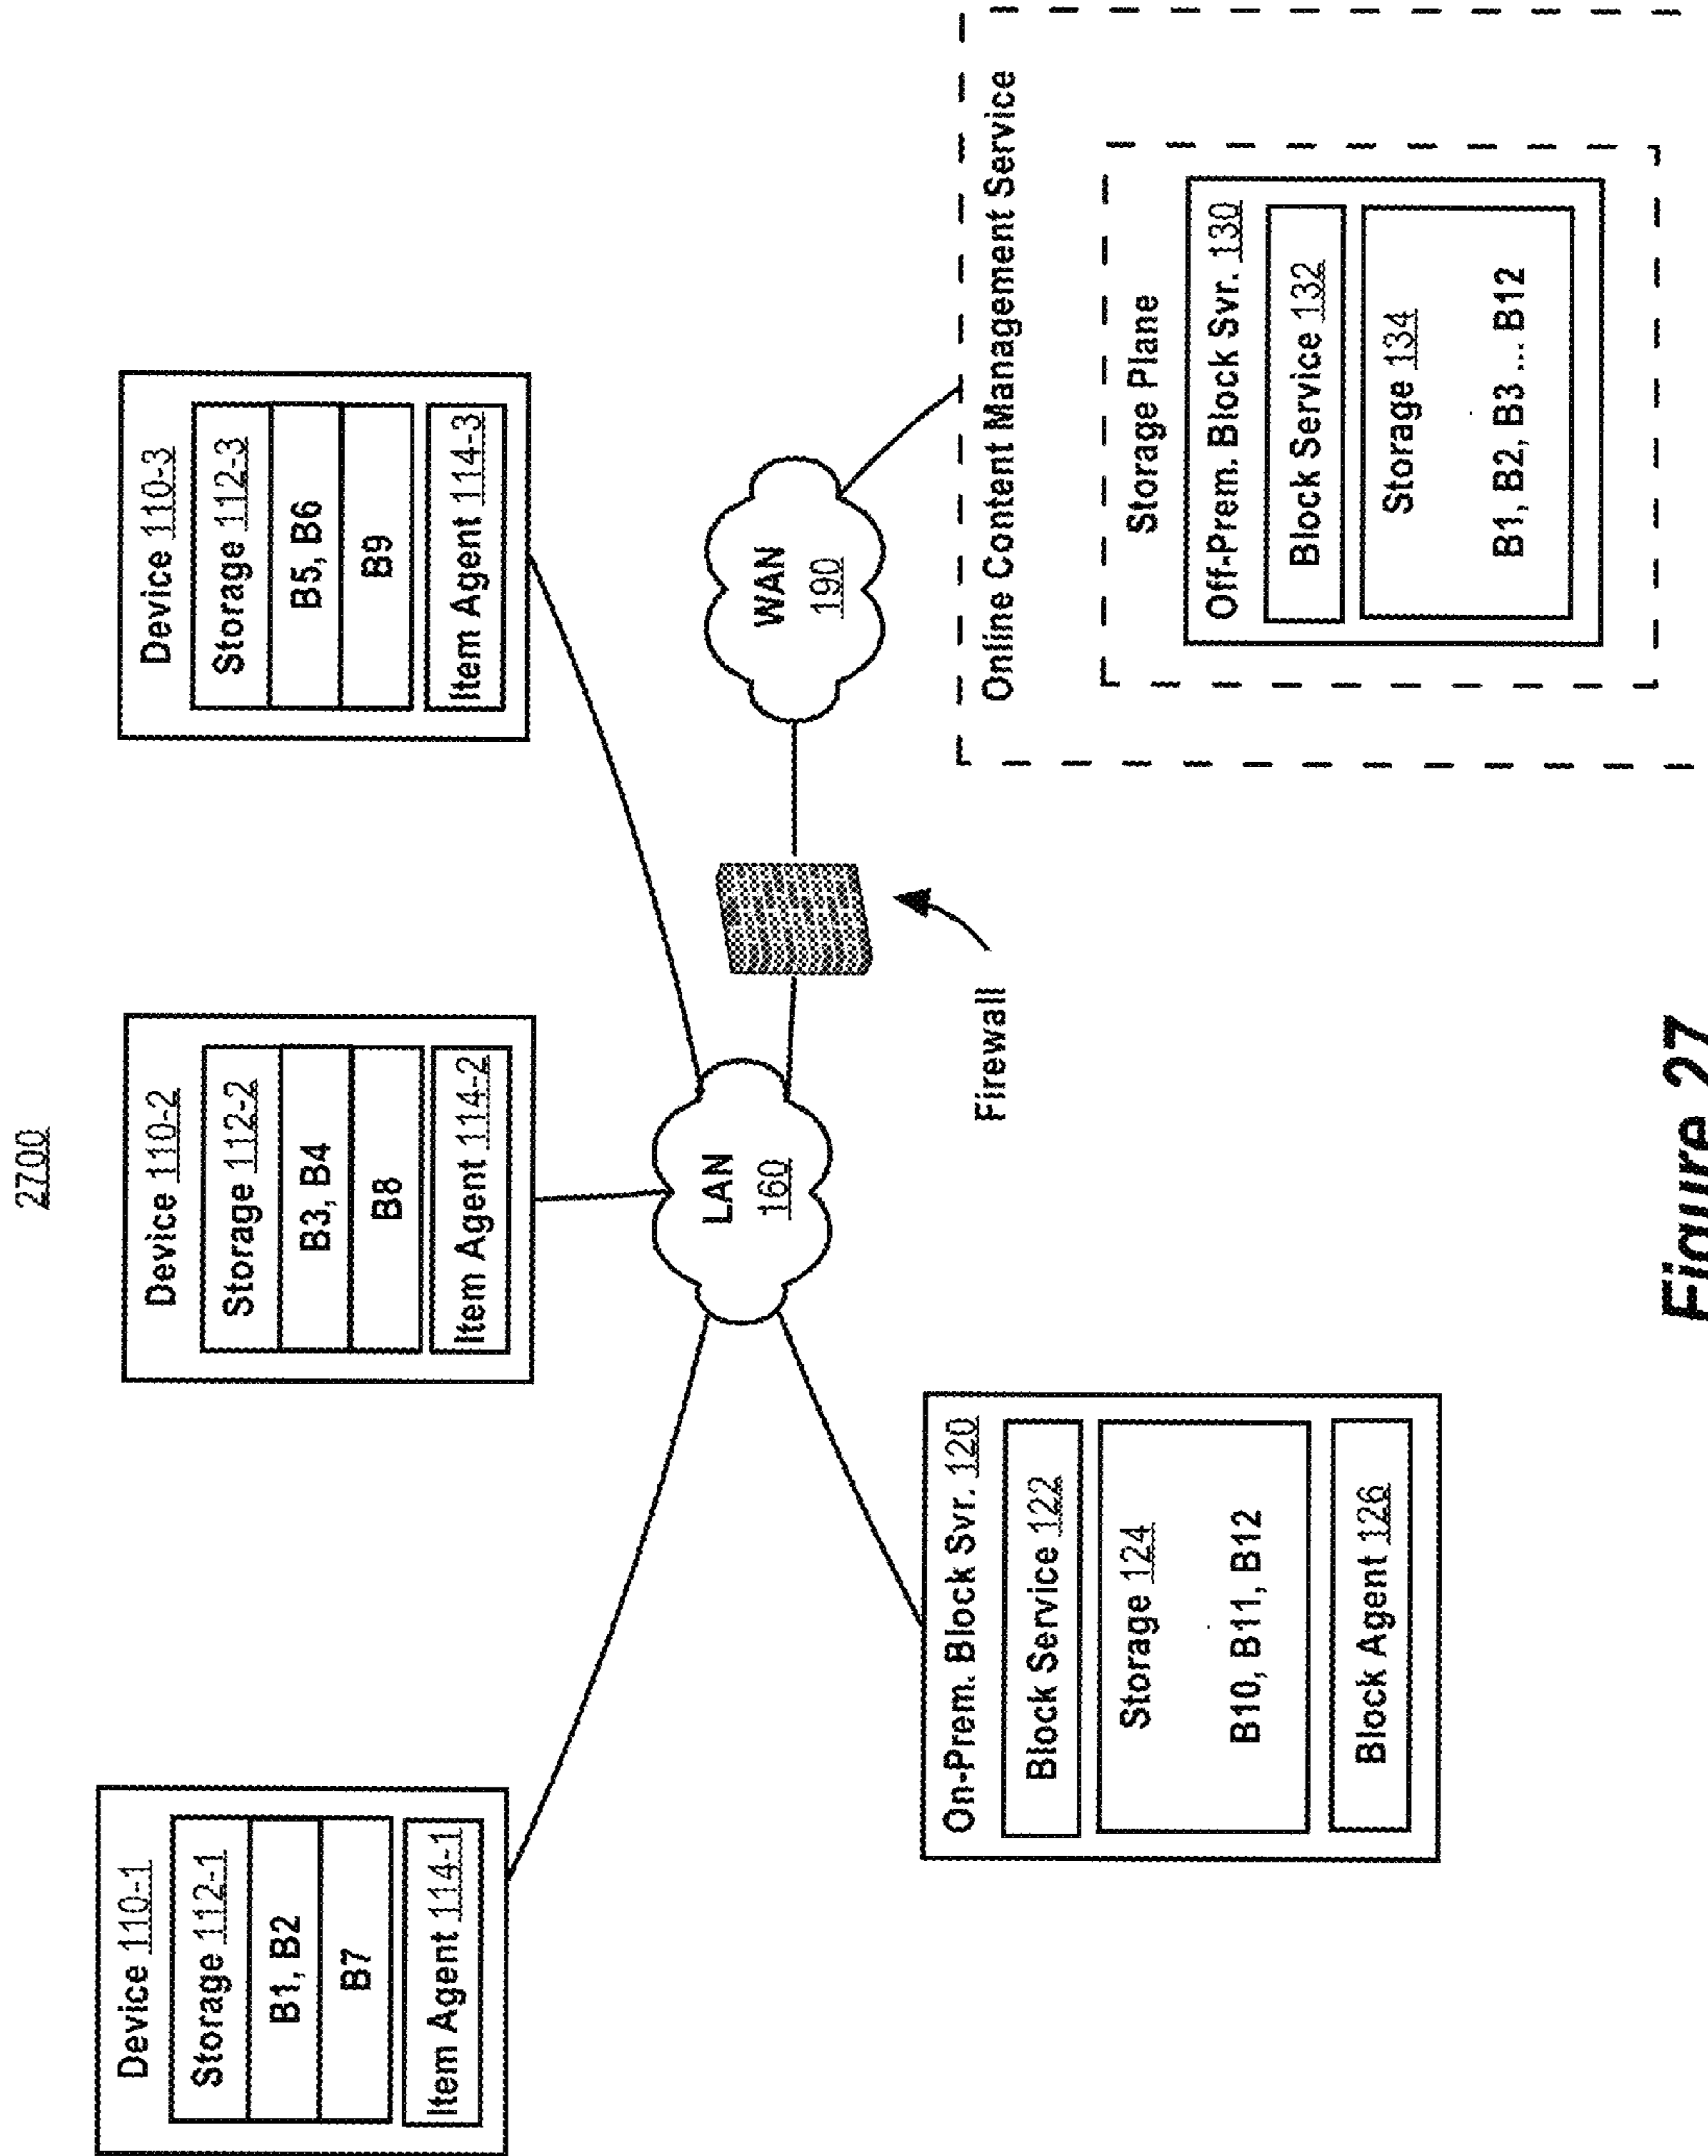 2700
Device 110-1
Storage 112-1
B1, B2
B7
Item Agent 114-1
Device 110-2
Storage 112-2
B3, B4
B8
Item Agent 114-2
Device 110-3
Storage 112-3
B5, B6
B9
Item Agent 114-3
LAN
160
WAN
190
Firewall
On-Prem. Block Svr. 120
Block Service 122
Storage 124
B10, B11, B12
Block Agent 126
Online Content Management Service
Storage Plane
Off-Prem. Block Svr. 130
Block Service 132
Storage 134
B1, B2, B3 ... B12
Figure 27